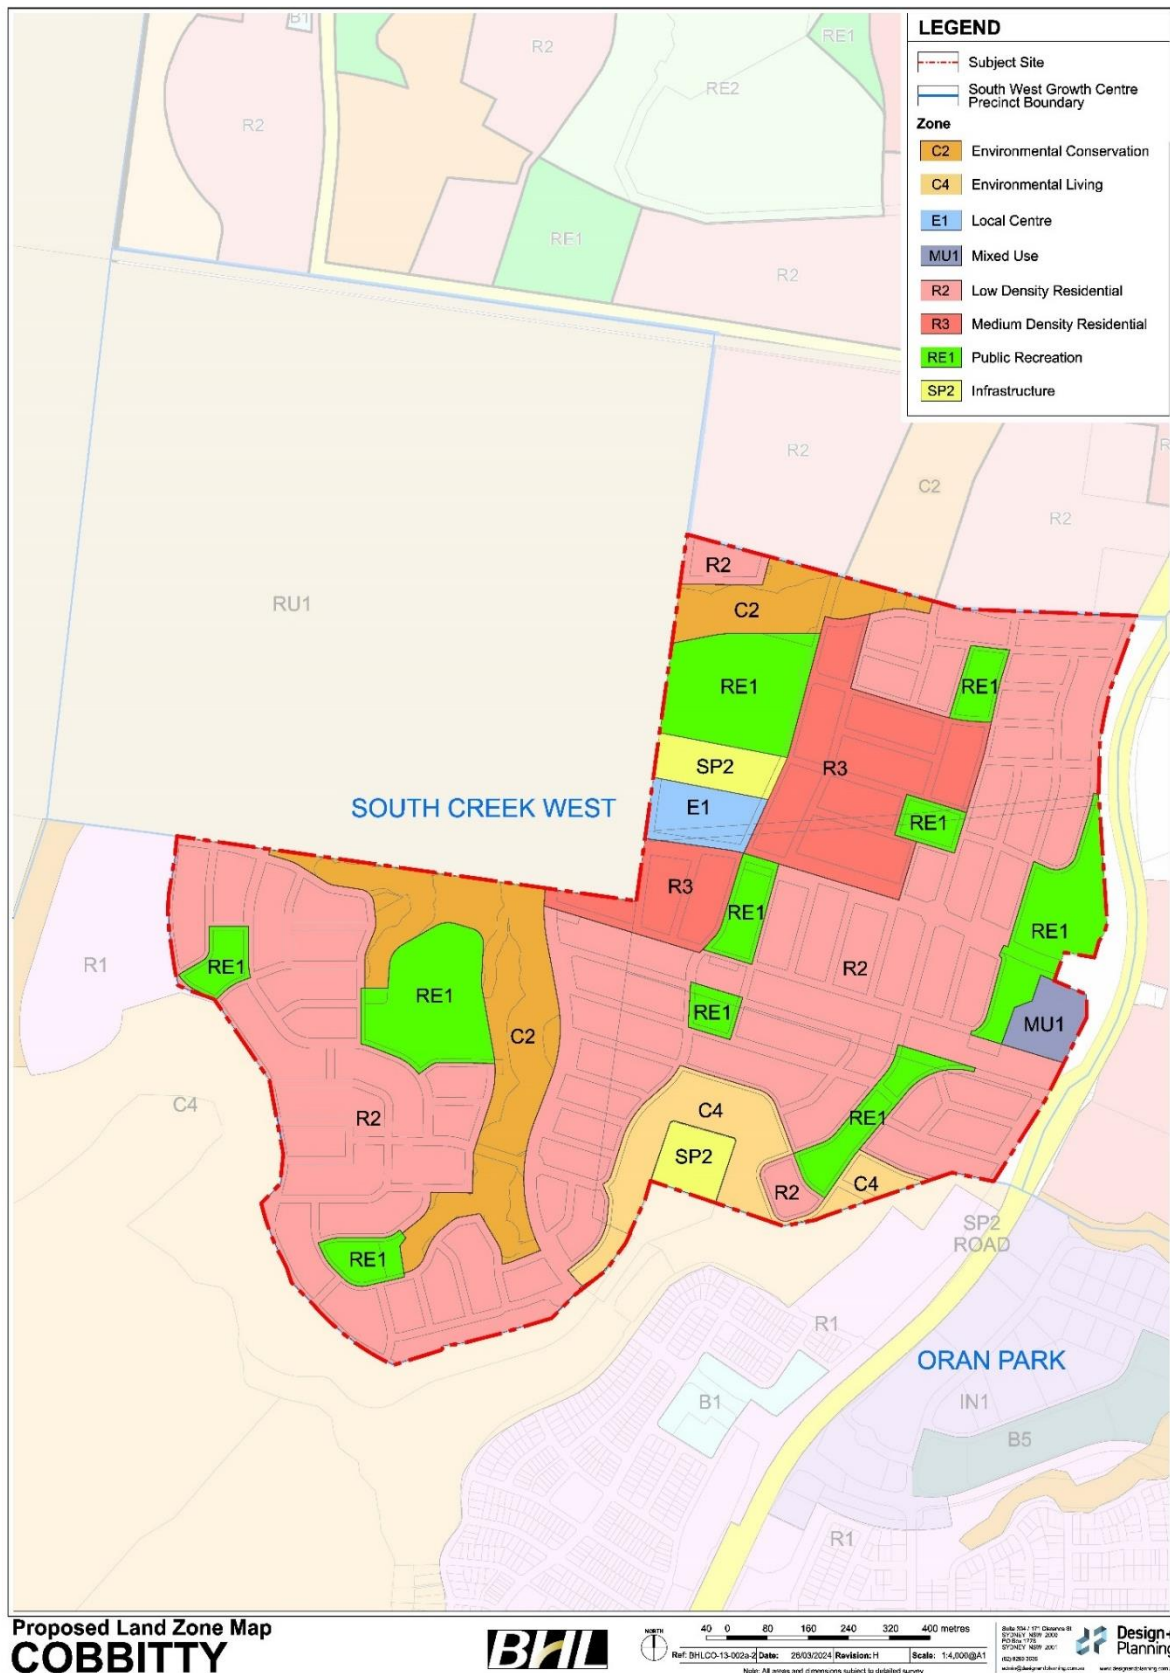 LEGEND
Subject Site
South West Growth Centre
Precinct Boundary
Zone
C2 Environmental Conservation
C4 Environmental Living
E1 Local Centre
MU1 Mixed Use
R2 Low Density Residential
R3 Medium Density Residential
RE1 Public Recreation
SP2 Infrastructure
B1
R2
RE1
RE2
R2
RE1
R2
R2
C2
R2
R2
C2
RU1
RE1
RE1
SP2
R3
SOUTH CREEK WEST
E1
RE1
R3
RE1
RE1
R1
RE1
RE1
R2
RE1
MU1
C2
C4
R2
C4
RE1
SP2
R2
C4
SP2
ROAD
RE1
R1
ORAN PARK
B1
IN1
B5
R1
Proposed Land Zone Map
COBBITTY
BHL
NORTH
40 0 80 160 240 320 400 metres
Ref: BHLCO-13-002a-2 Date: 26/03/2024 Revision: H Scale: 1:4,000@A1
Note: All areas and dimensions subject to detailed survey
Design+
Planning